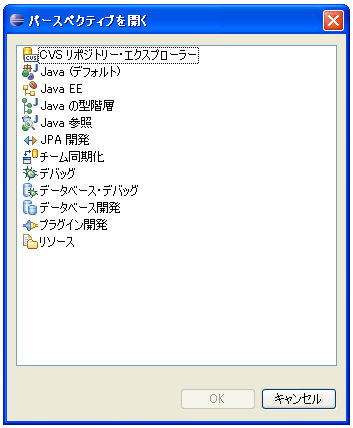 パースペクティブを開く
CVS リポジトリー・エクスプローラー
Java (デフォルト)
Java EE
Java の型階層
Java 参照
JPA 開発
チーム同期化
デバッグ
データベース・デバッグ
データベース開発
プラグイン開発
リソース
OK
キャンセル